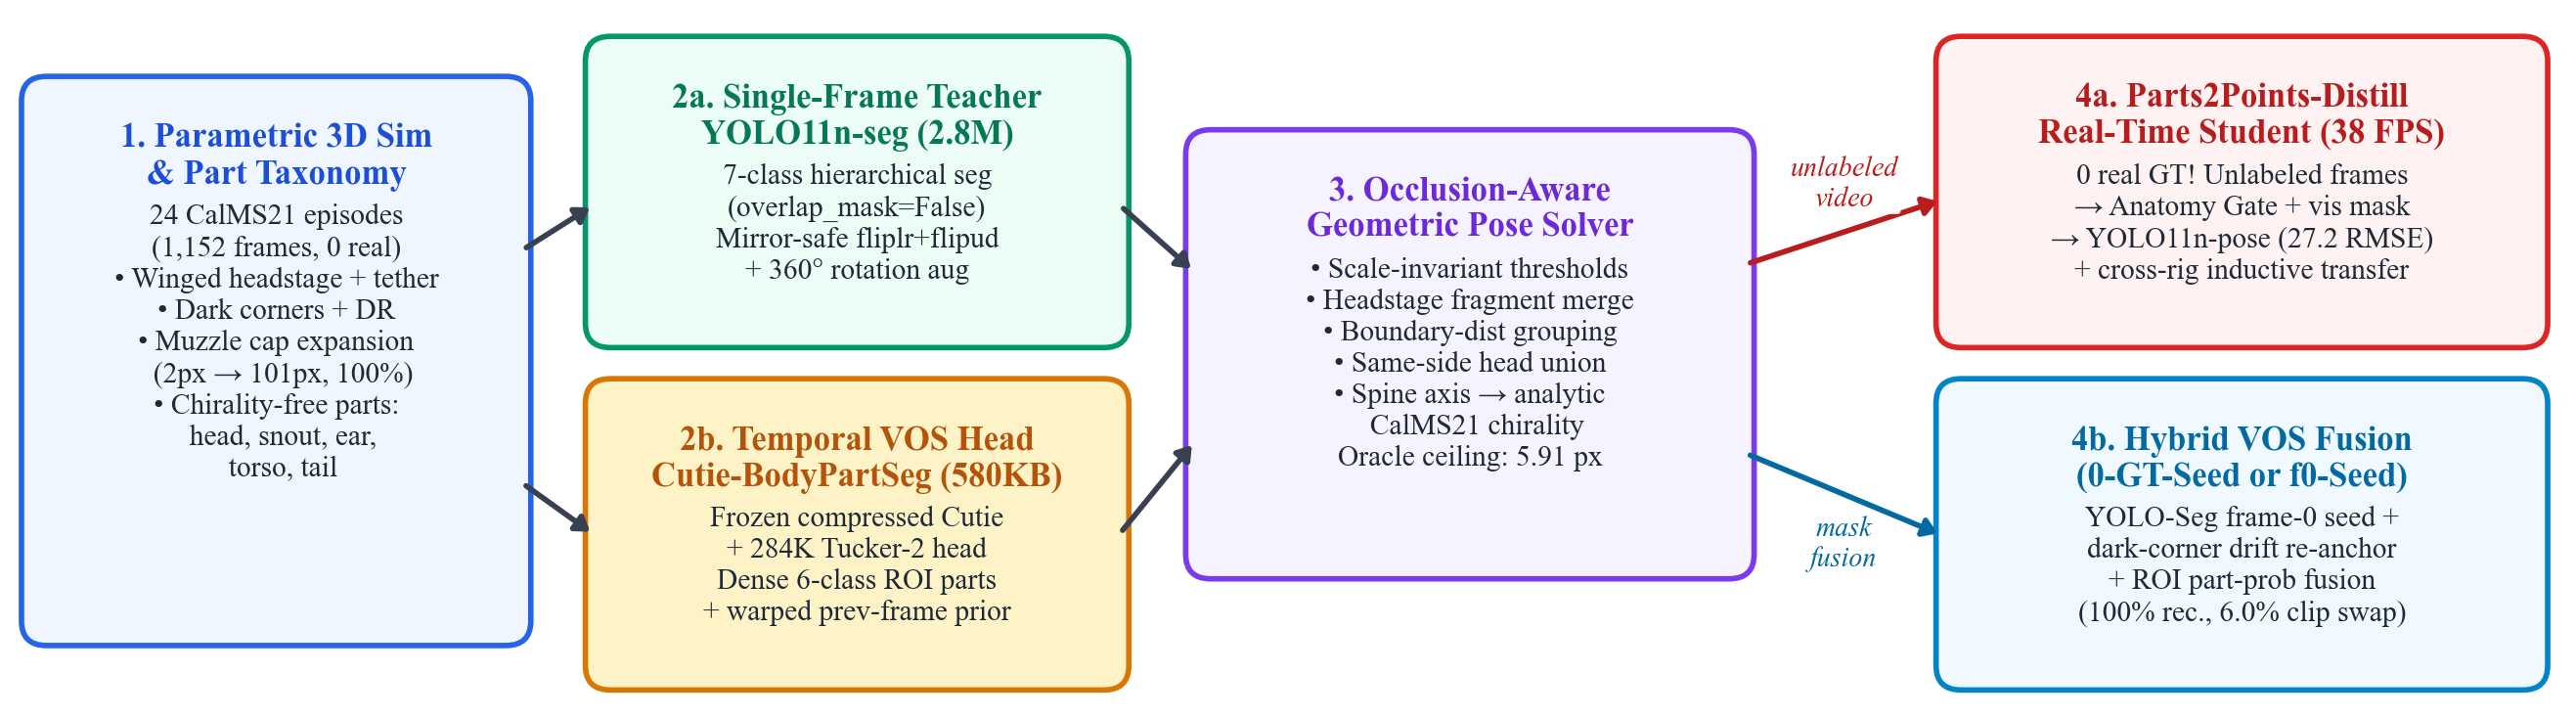 1. Parametric 3D Sim
& Part Taxonomy
24 CalMS21 episodes
(1,152 frames, 0 real)
• Winged headstage + tether
• Dark corners + DR
• Muzzle cap expansion
(2px → 101px, 100%)
• Chirality-free parts:
head, snout, ear,
torso, tail
2a. Single-Frame Teacher
YOLO11n-seg (2.8M)
7-class hierarchical seg
(overlap_mask=False)
Mirror-safe fliplr+flipud
+ 360° rotation aug
2b. Temporal VOS Head
Cutie-BodyPartSeg (580KB)
Frozen compressed Cutie
+ 284K Tucker-2 head
Dense 6-class ROI parts
+ warped prev-frame prior
3. Occlusion-Aware
Geometric Pose Solver
• Scale-invariant thresholds
• Headstage fragment merge
• Boundary-dist grouping
• Same-side head union
• Spine axis → analytic
CalMS21 chirality
Oracle ceiling: 5.91 px
unlabeled
video
mask
fusion
4a. Parts2Points-Distill
Real-Time Student (38 FPS)
0 real GT! Unlabeled frames
→ Anatomy Gate + vis mask
→ YOLO11n-pose (27.2 RMSE)
+ cross-rig inductive transfer
4b. Hybrid VOS Fusion
(0-GT-Seed or f0-Seed)
YOLO-Seg frame-0 seed +
dark-corner drift re-anchor
+ ROI part-prob fusion
(100% rec., 6.0% clip swap)